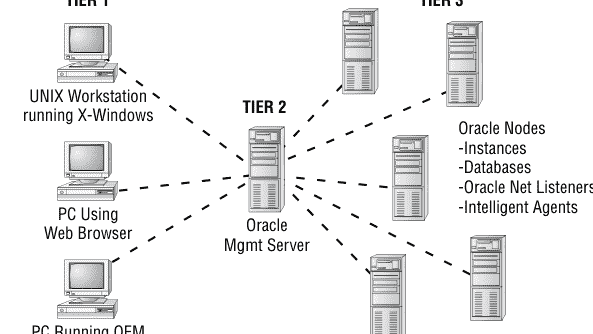 TIER 1
TIER 3
UNIX Workstation
running X-Windows
TIER 2
Oracle Nodes
-Instances
-Databases
-Oracle Net Listeners
-Intelligent Agents
PC Using
Web Browser
Oracle
Mgmt Server
PC Running OEM